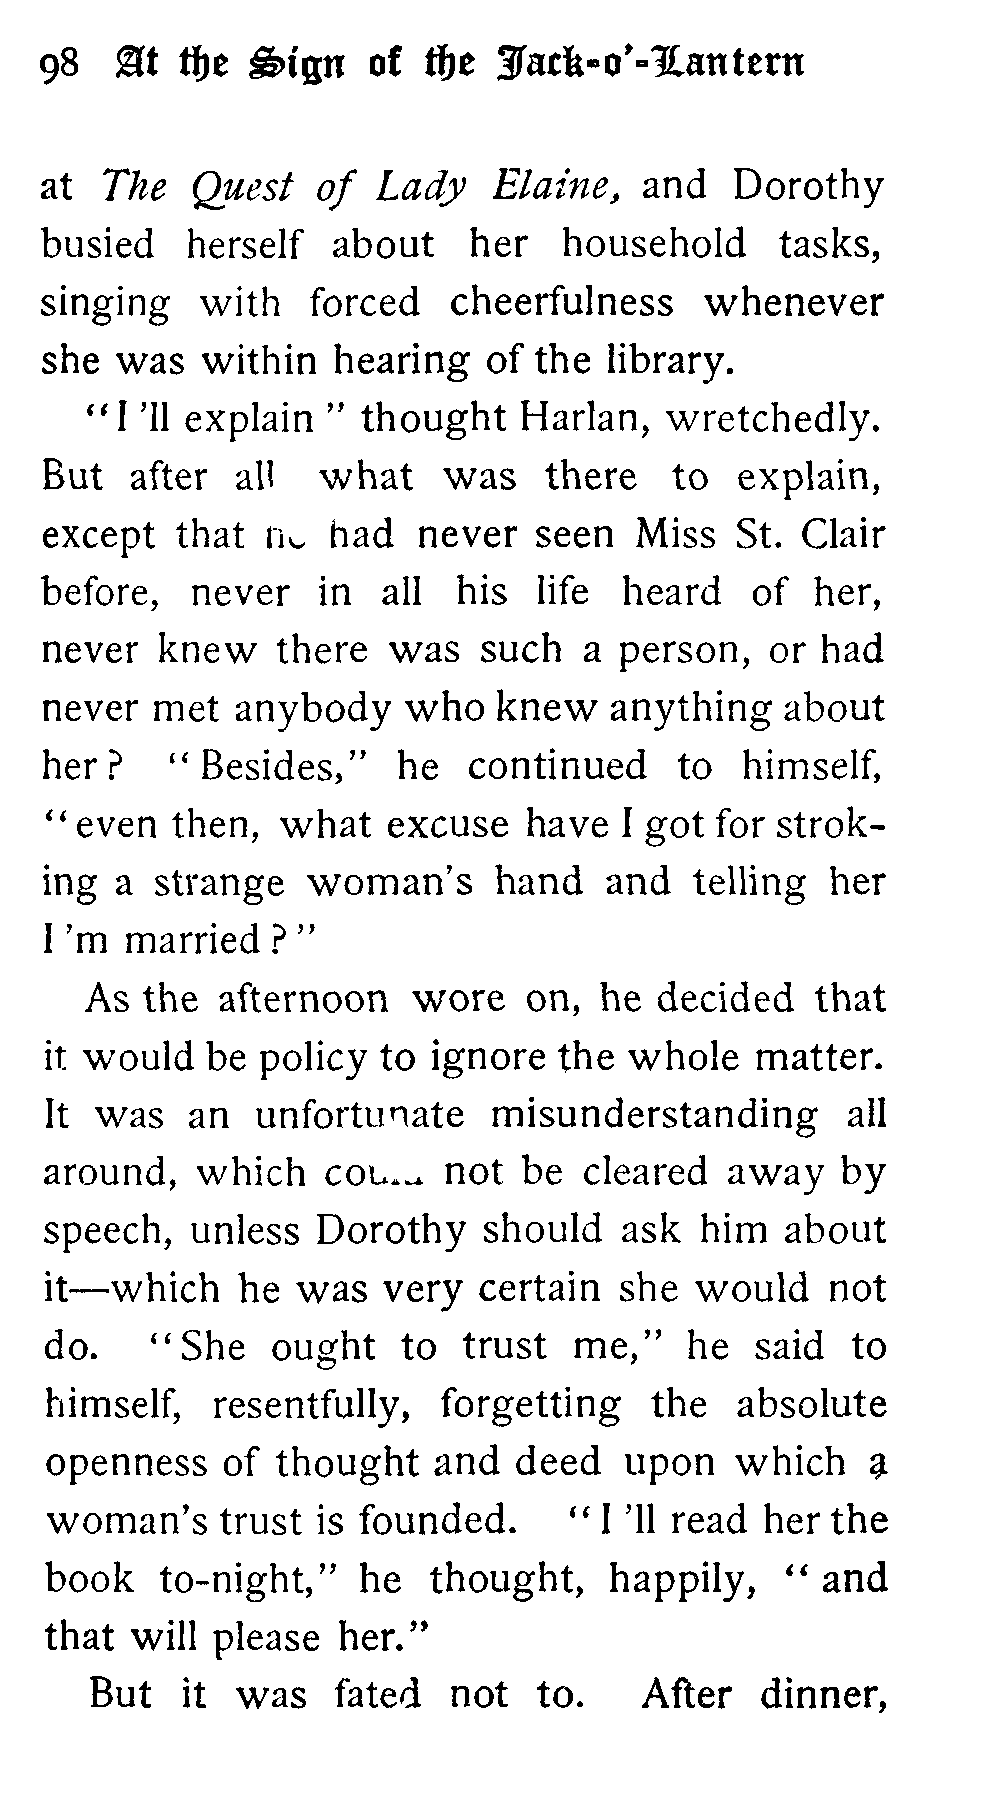 98 At the Sign of the Jack-o'-Lantern
at The Quest of Lady Elaine, and Dorothy
busied herself about her household tasks,
singing with forced cheerfulness whenever
she was within hearing of the library.
"I 'll explain" thought Harlan, wretchedly.
But after all what was there to explain,
except that had never seen Miss St. Clair
before, never in all his life heard of her,
never knew there was such a person, or had
never met anybody who knew anything about
her? "Besides," he continued to himself,
"even then, what excuse have I got for strok-
ing a strange woman's hand and telling her
I 'm married?"
As the afternoon wore on, he decided that
it would be policy to ignore the whole matter.
It was an unfortunate misunderstanding all
around, which not be cleared away by
speech, unless Dorothy should ask him about
it—which he was very certain she would not
do. "She ought to trust me," he said to
himself, resentfully, forgetting the absolute
openness of thought and deed upon which a
woman's trust is founded. "I 'll read her the
book to-night," he thought, happily, "and
that will please her."
But it was fated not to. After dinner,